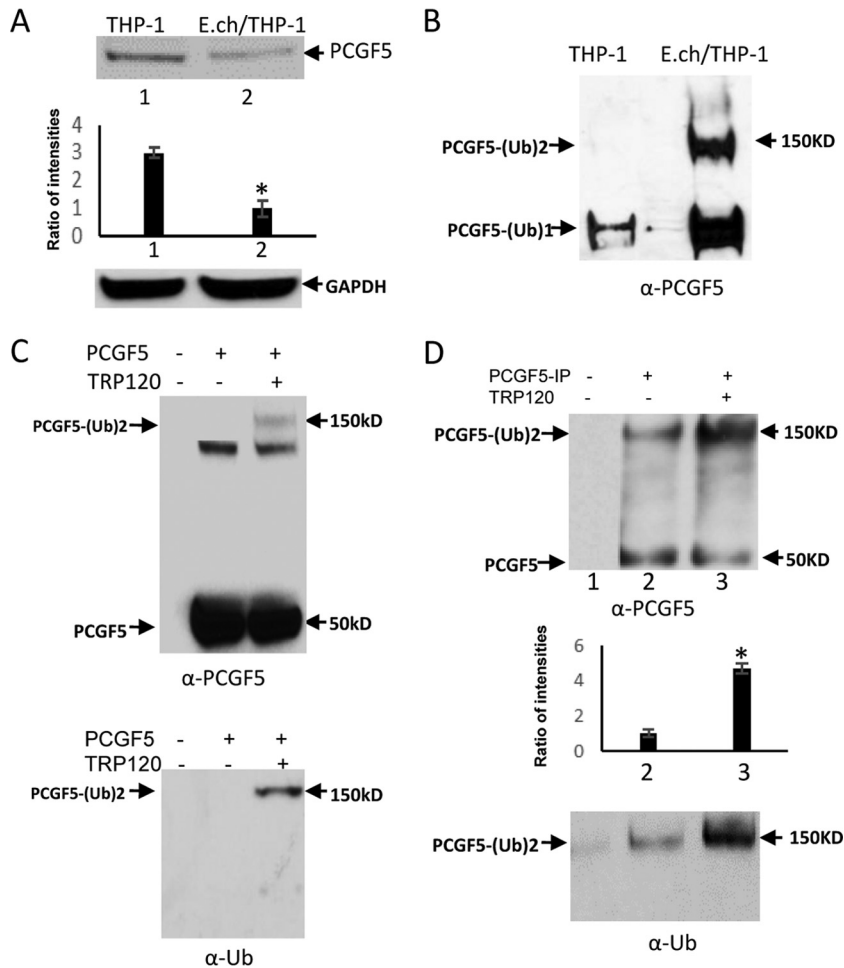 A
THP-1 E.ch/THP-1
PCGF5
1 2
Ratio of intensities
4
3
2
1
0
*
1 2
GAPDH
B
THP-1 E.ch/THP-1
PCGF5-(Ub)2 150KD
PCGF5-(Ub)1
α-PCGF5
C
PCGF5 - + +
TRP120 - - +
PCGF5-(Ub)2 150kD
PCGF5 50kD
α-PCGF5
PCGF5 - + +
TRP120 - - +
PCGF5-(Ub)2 150kD
α-Ub
D
PCGF5-IP - + +
TRP120 - - +
PCGF5-(Ub)2 150KD
PCGF5 50KD
1 2 3
α-PCGF5
Ratio of intensities
6
4
2
0
*
2 3
PCGF5-(Ub)2 150KD
α-Ub